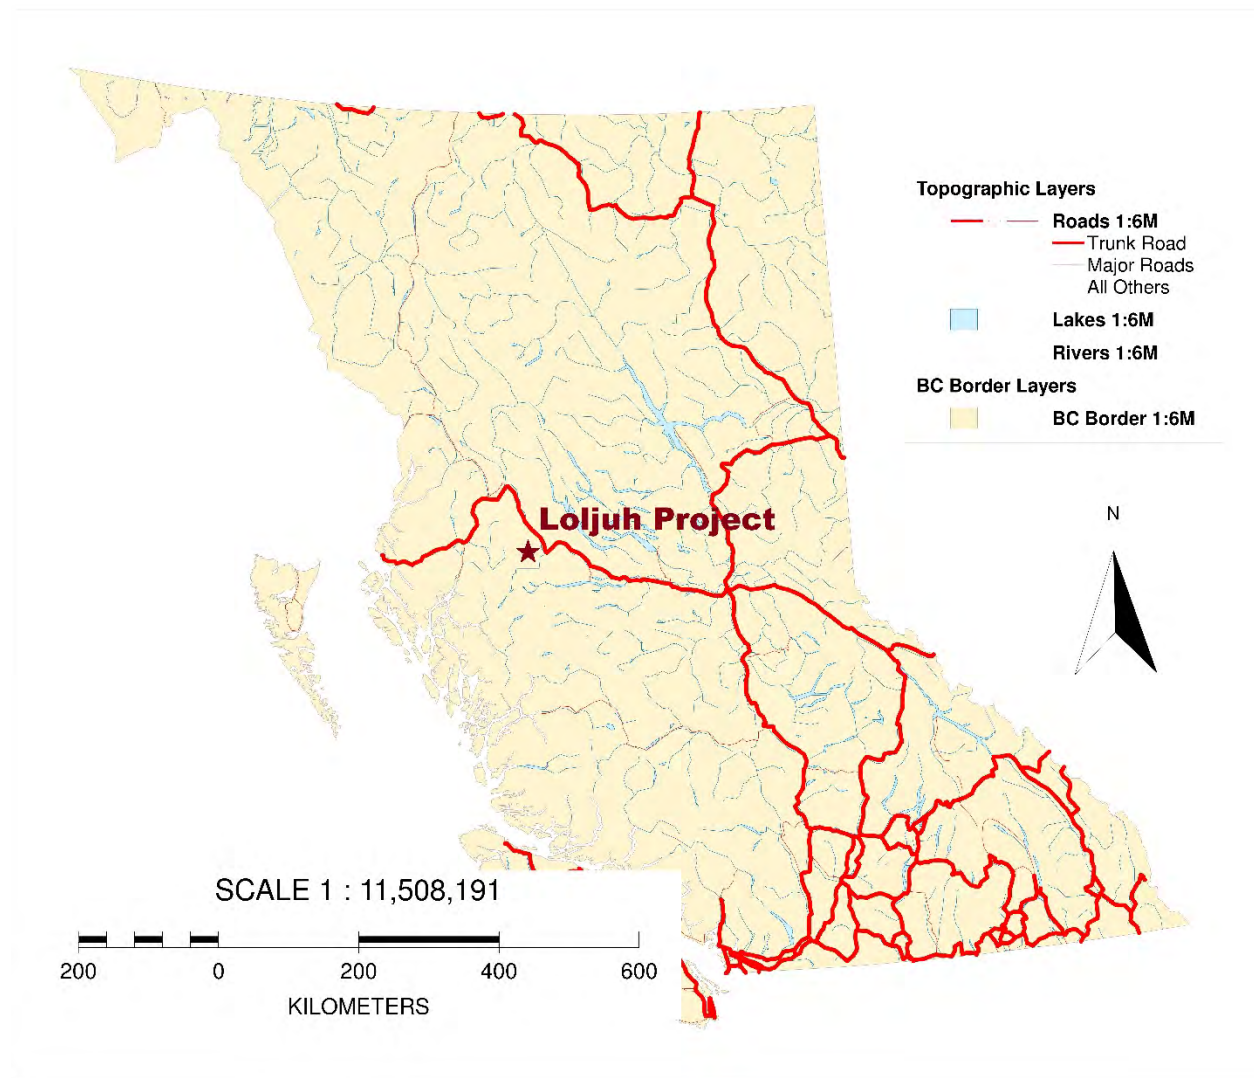 Topographic Layers
Roads 1:6M
Trunk Road
Major Roads
All Others
Lakes 1:6M
Rivers 1:6M
BC Border Layers
BC Border 1:6M
N
Loljuh Project
SCALE 1 : 11,508,191
200 0 200 400 600
KILOMETERS